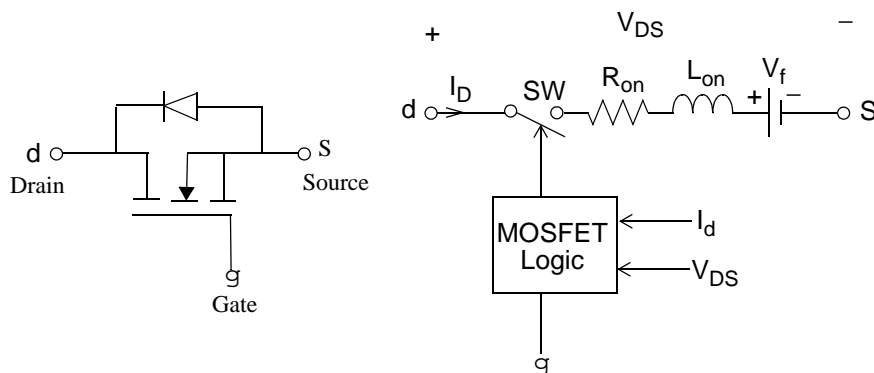 + V_DS −
I_D SW R_on L_on V_f
d + − S
d S
Drain Source
MOSFET
Logic
I_d
V_DS
g
Gate
g